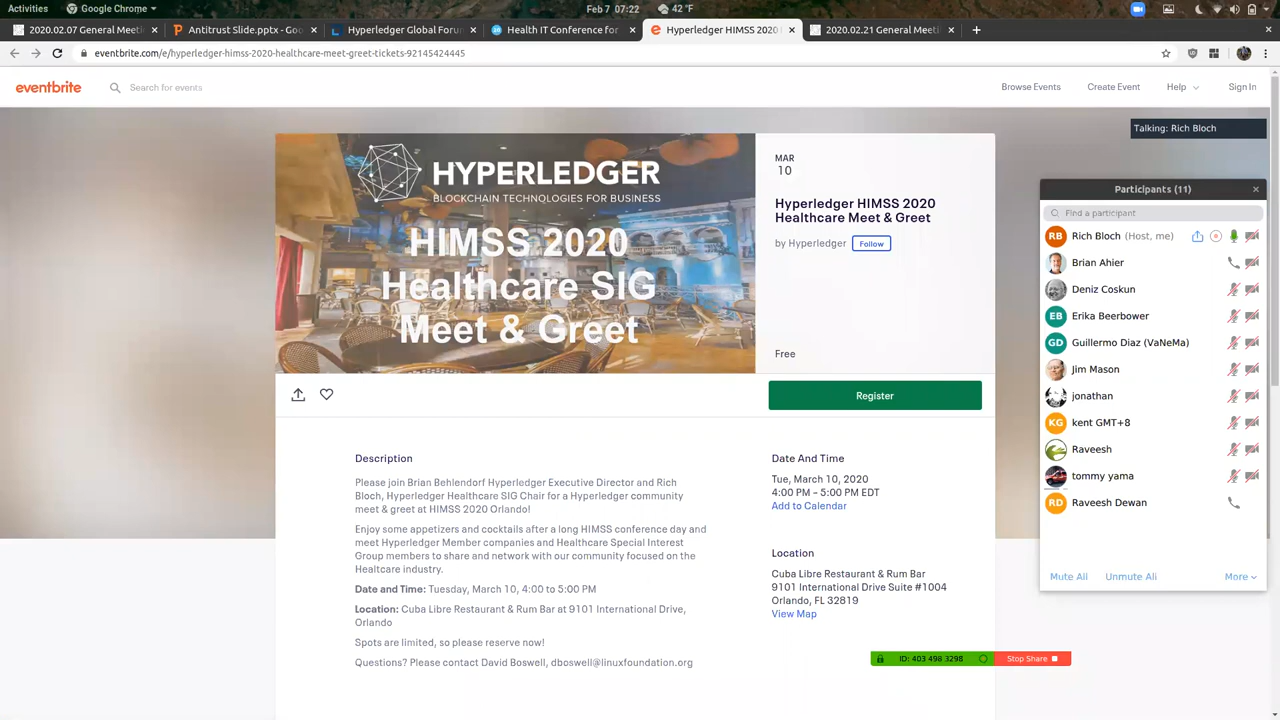 Activities
Google Chrome
Feb 7 07:22
42 °F
2020.02.07 General Meeti
Antitrust Slide.pptx - Goo
Hyperledger Global Forum
Health IT Conference for
Hyperledger HIMSS 2020
2020.02.21 General Meeti
eventbrite.com/e/hyperledger-himss-2020-healthcare-meet-greet-tickets-92145424445
eventbrite
Search for events
Browse Events
Create Event
Help
Sign In
Talking: Rich Bloch
HYPERLEDGER
BLOCKCHAIN TECHNOLOGIES FOR BUSINESS
HIMSS 2020
Healthcare SIG
Meet & Greet
MAR
10
Hyperledger HIMSS 2020
Healthcare Meet & Greet
by Hyperledger
Follow
Free
Register
Description
Please join Brian Behlendorf Hyperledger Executive Director and Rich
Bloch, Hyperledger Healthcare SIG Chair for a Hyperledger community
meet & greet at HIMSS 2020 Orlando!
Enjoy some appetizers and cocktails after a long HIMSS conference day and
meet Hyperledger Member companies and Healthcare Special Interest
Group members to share and network with our community focused on the
Healtcare industry.
Date and Time: Tuesday, March 10, 4:00 to 5:00 PM
Location: Cuba Libre Restaurant & Rum Bar at 9101 International Drive,
Orlando
Spots are limited, so please reserve now!
Questions? Please contact David Boswell, dboswell@linuxfoundation.org
Date And Time
Tue, March 10, 2020
4:00 PM – 5:00 PM EDT
Add to Calendar
Location
Cuba Libre Restaurant & Rum Bar
9101 International Drive Suite #1004
Orlando, FL 32819
View Map
Participants (11)
Find a participant
RB Rich Bloch (Host, me)
Brian Ahier
Deniz Coskun
EB Erika Beerbower
GD Guillermo Diaz (VaNeMa)
Jim Mason
jonathan
KG kent GMT+8
Raveesh
tommy yama
RD Raveesh Dewan
Mute All
Unmute All
More
ID: 403 498 3298
Stop Share